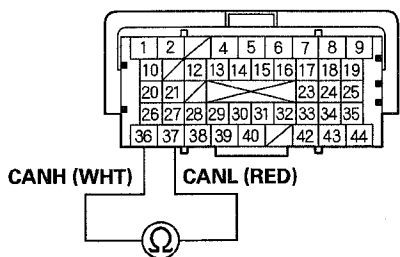 1 2 4 5 6 7 8 9
10 12 13 14 15 16 17 18 19
20 21 23 24 25
26 27 28 29 30 31 32 33 34 35
36 37 38 39 40 42 43 44
CANH (WHT) CANL (RED)
Ω